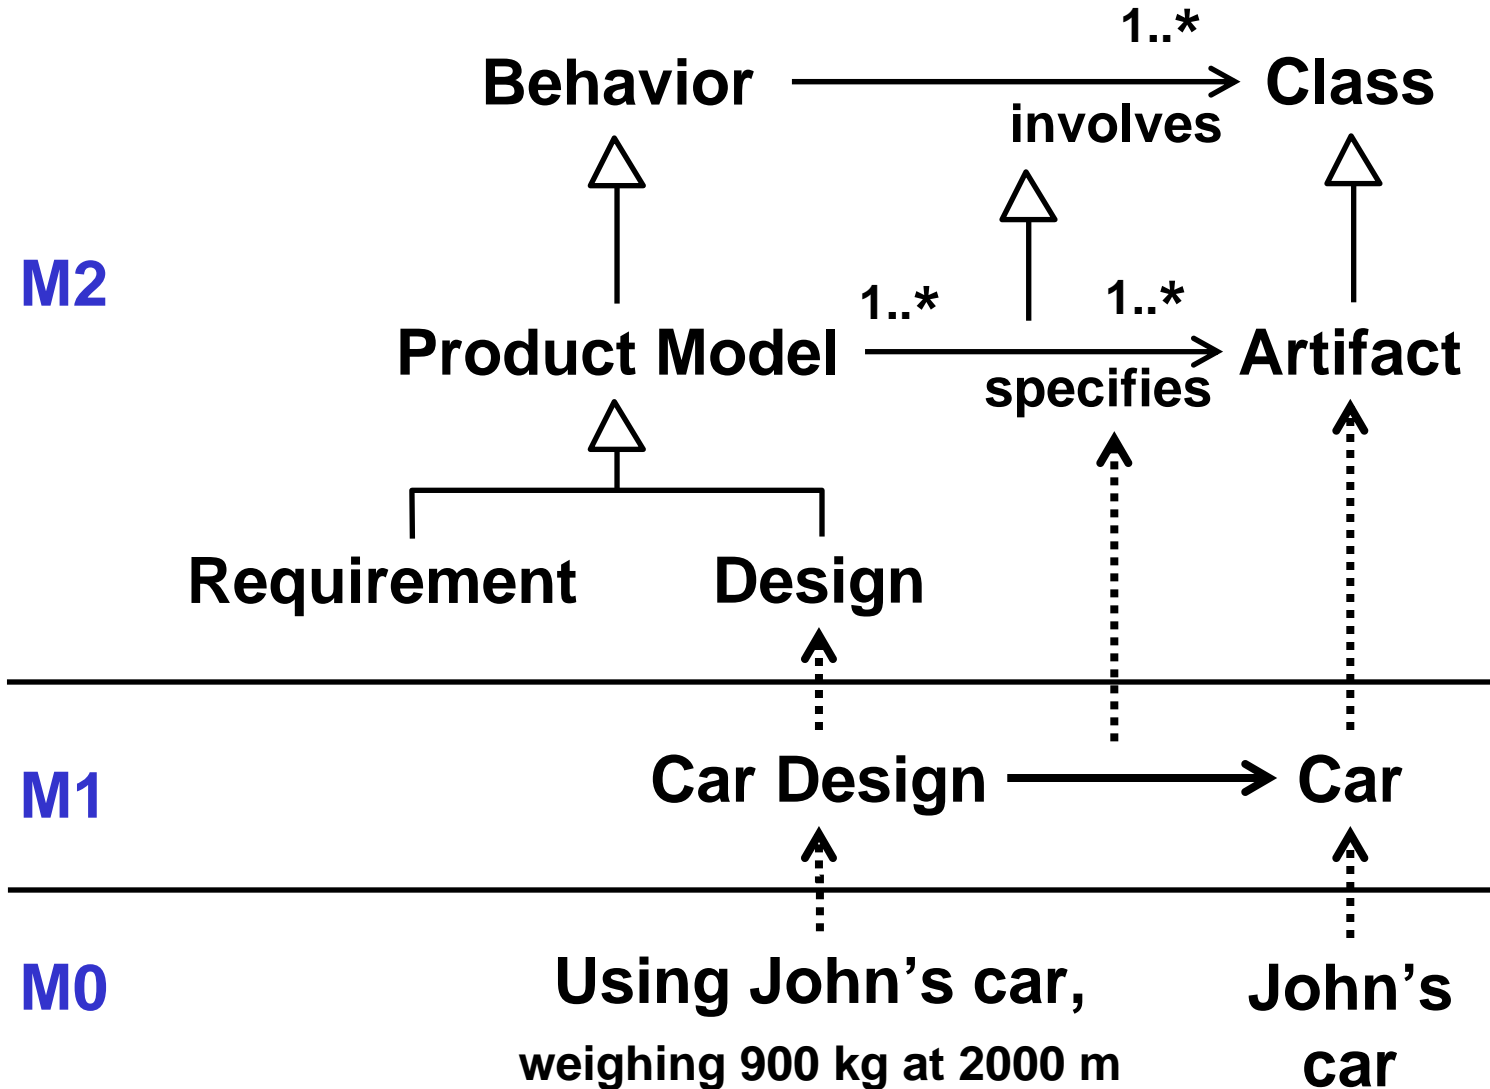 1..*
Behavior
Class
involves
M2
1..*
1..*
Product Model
Artifact
specifies
Requirement
Design
M1
Car Design
Car
M0
Using John’s car,
weighing 900 kg at 2000 m
John’s
car